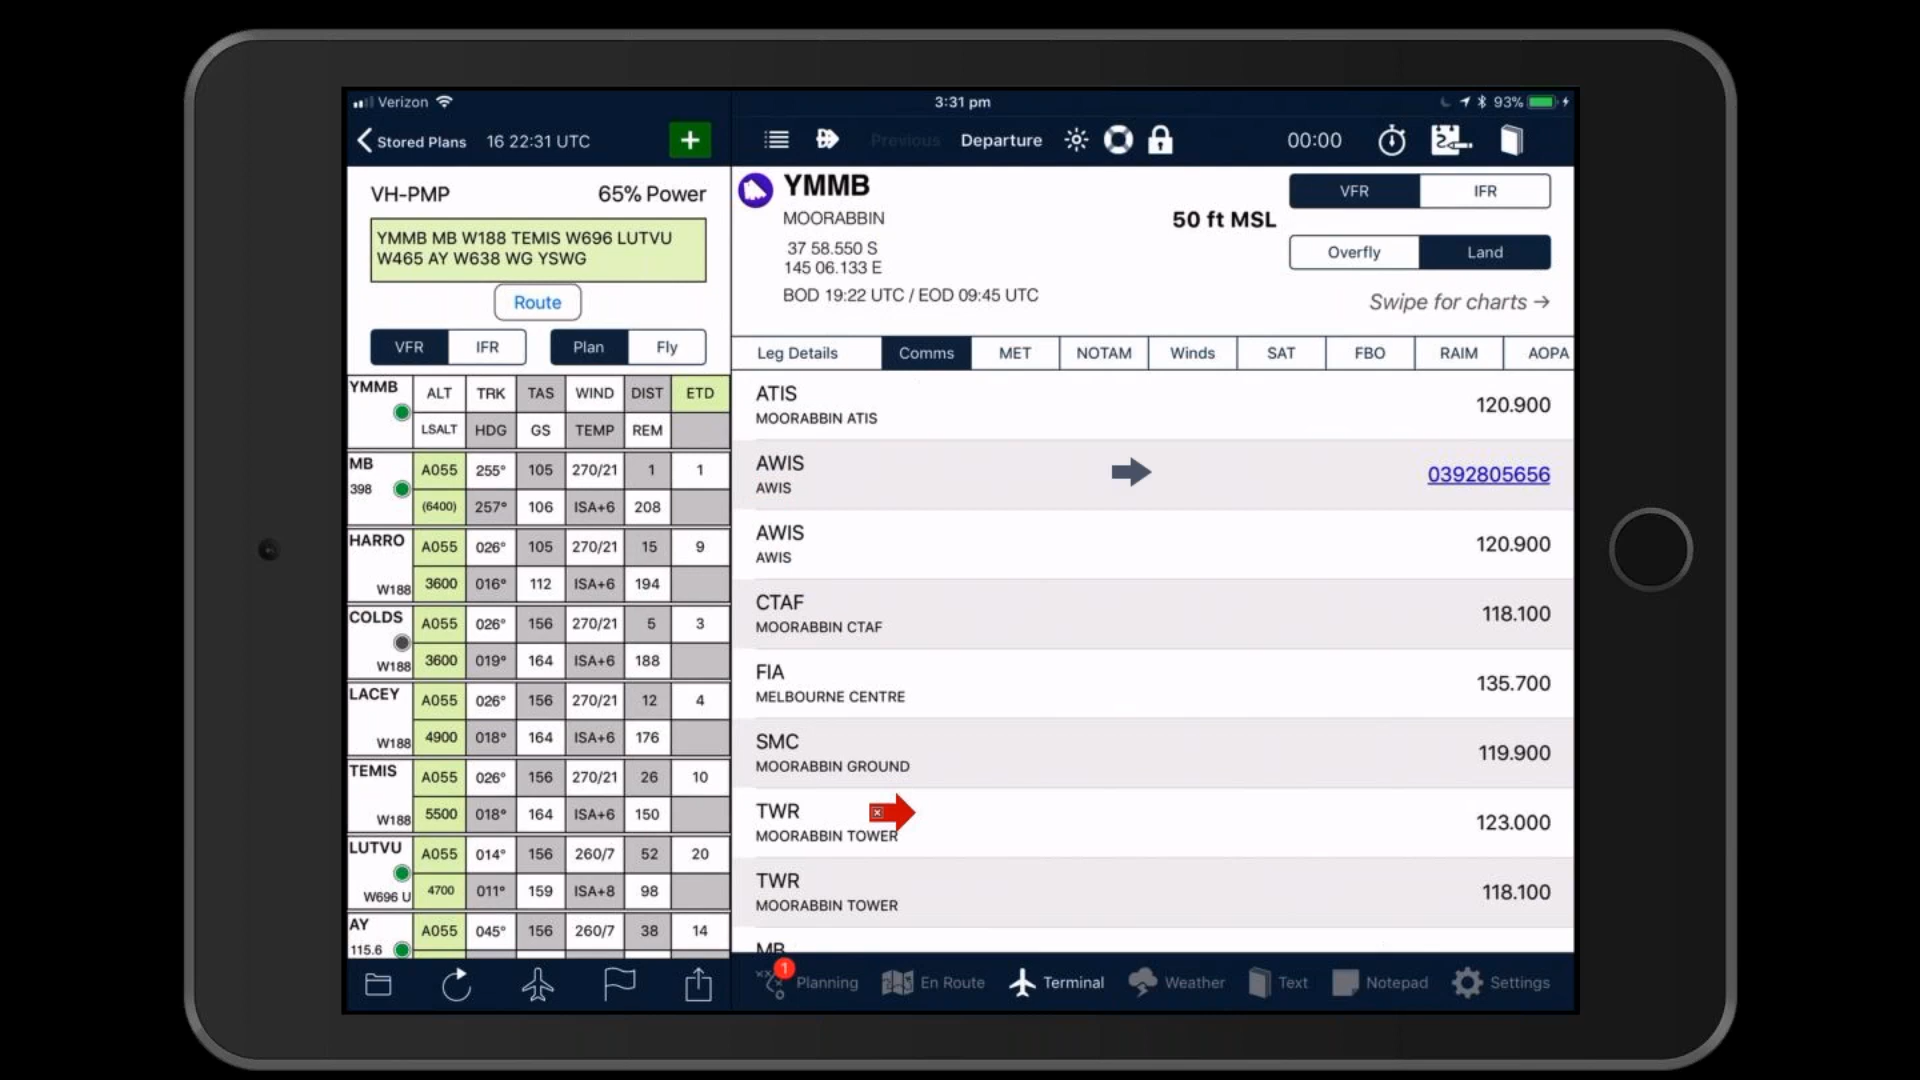 Verizon
3:31 pm
93%
Stored Plans
16 22:31 UTC
+
Previous
Departure
00:00
VH-PMP
65% Power
YMMB MB W188 TEMIS W696 LUTVU
W465 AY W638 WG YSWG
Route
VFR IFR
Plan Fly
YMMB ALT TRK TAS WIND DIST ETD
LSALT HDG GS TEMP REM
MB A055 255° 105 270/21 1 1
398 (6400) 257° 106 ISA+6 208
HARRO A055 026° 105 270/21 15 9
W188 3600 016° 112 ISA+6 194
COLDS A055 026° 156 270/21 5 3
W188 3600 019° 164 ISA+6 188
LACEY A055 026° 156 270/21 12 4
W188 4900 018° 164 ISA+6 176
TEMIS A055 026° 156 270/21 26 10
W188 5500 018° 164 ISA+6 150
LUTVU A055 014° 156 260/7 52 20
W696 U 4700 011° 159 ISA+8 98
AY A055 045° 156 260/7 38 14
115.6
YMMB
MOORABBIN
37 58.550 S
145 06.133 E
BOD 19:22 UTC / EOD 09:45 UTC
50 ft MSL
VFR IFR
Overfly Land
Swipe for charts →
Leg Details Comms MET NOTAM Winds SAT FBO RAIM AOPA
ATIS
MOORABBIN ATIS
120.900
AWIS
AWIS
0392805656
AWIS
AWIS
120.900
CTAF
MOORABBIN CTAF
118.100
FIA
MELBOURNE CENTRE
135.700
SMC
MOORABBIN GROUND
119.900
TWR
MOORABBIN TOWER
123.000
TWR
MOORABBIN TOWER
118.100
MB
1
Planning En Route Terminal Weather Text Notepad Settings